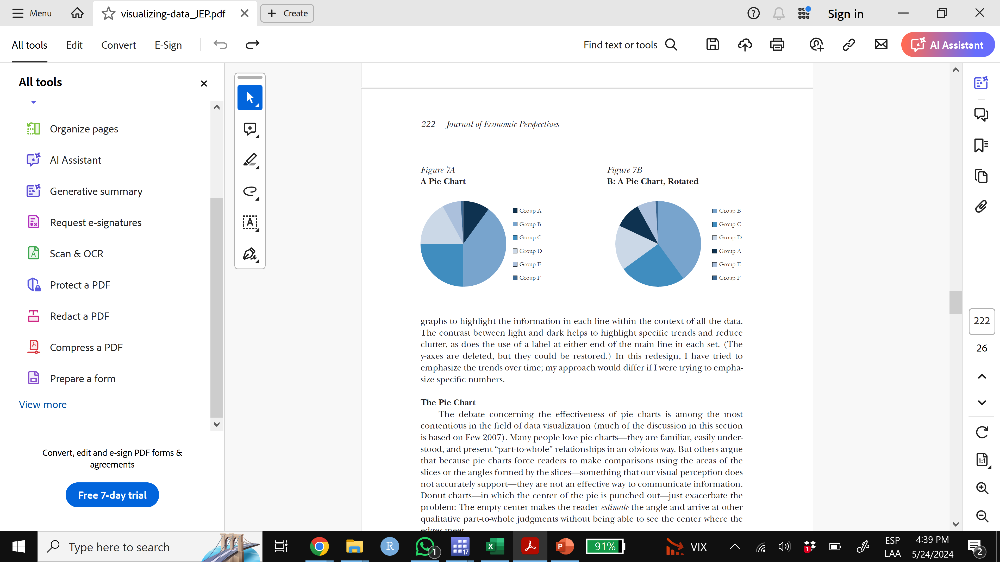 Menu
visualizing-data_JEP.pdf
Create
Sign in
All tools
Edit
Convert
E-Sign
Find text or tools
AI Assistant
All tools
Organize pages
AI Assistant
Generative summary
Request e-signatures
Scan & OCR
Protect a PDF
Redact a PDF
Compress a PDF
Prepare a form
View more
Convert, edit and e-sign PDF forms &
agreements
Free 7-day trial
222 Journal of Economic Perspectives
Figure 7A
A Pie Chart
Group A
Group B
Group C
Group D
Group E
Group F
Figure 7B
B: A Pie Chart, Rotated
Group B
Group C
Group D
Group A
Group E
Group F
graphs to highlight the information in each line within the context of all the data.
The contrast between light and dark helps to highlight specific trends and reduce
clutter, as does the use of a label at either end of the main line in each set. (The
y-axes are deleted, but they could be restored.) In this redesign, I have tried to
emphasize the trends over time; my approach would differ if I were trying to empha-
size specific numbers.
The Pie Chart
The debate concerning the effectiveness of pie charts is among the most
contentious in the field of data visualization (much of the discussion in this section
is based on Few 2007). Many people love pie charts—they are familiar, easily under-
stood, and present “part-to-whole” relationships in an obvious way. But others argue
that because pie charts force readers to make comparisons using the areas of the
slices or the angles formed by the slices—something that our visual perception does
not accurately support—they are not an effective way to communicate information.
Donut charts—in which the center of the pie is punched out—just exacerbate the
problem: The empty center makes the reader estimate the angle and arrive at other
qualitative part-to-whole judgments without being able to see the center where the
edges meet.
222
26
1:1
Type here to search
R
1
17
X
P
91%
VIX
1
ESP
LAA
4:39 PM
5/24/2024
2